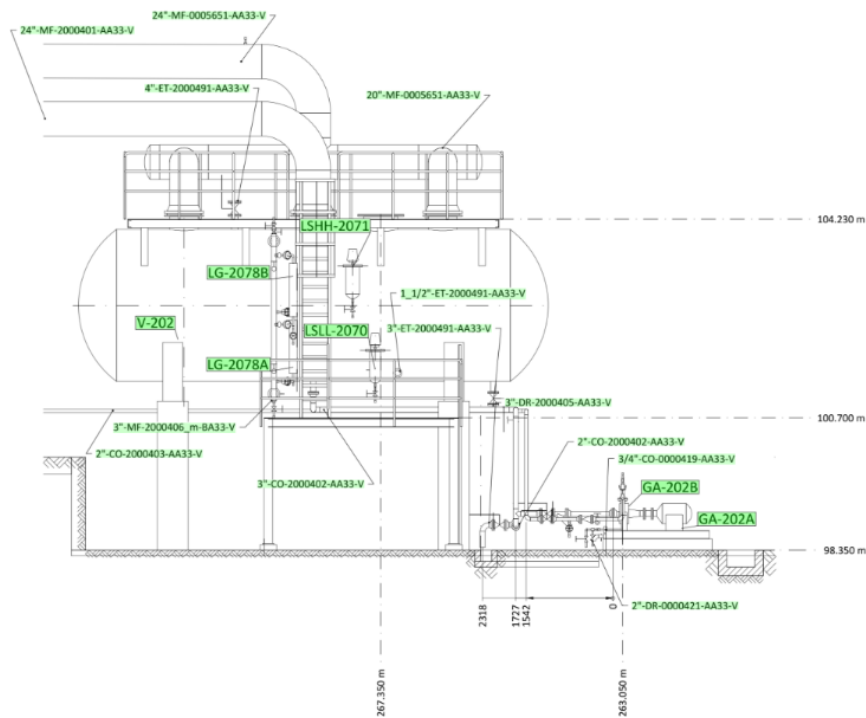 24"-MF-0005651-AA33-V
24"-MF-2000401-AA33-V
4"-ET-2000491-AA33-V
20"-MF-0005651-AA33-V
LSHH-2071
104.230 m
LG-2078B
1_1/2"-ET-2000491-AA33-V
V-202
LSLL-2070
3"-ET-2000491-AA33-V
LG-2078A
3"-DR-2000405-AA33-V
100.700 m
3"-MF-2000406_m-BA33-V
2"-CO-2000402-AA33-V
2"-CO-2000403-AA33-V
3/4"-CO-0000419-AA33-V
3"-CO-2000402-AA33-V
GA-202B
GA-202A
98.350 m
2318
1727
1542
0
2"-DR-0000421-AA33-V
267.350 m
263.050 m